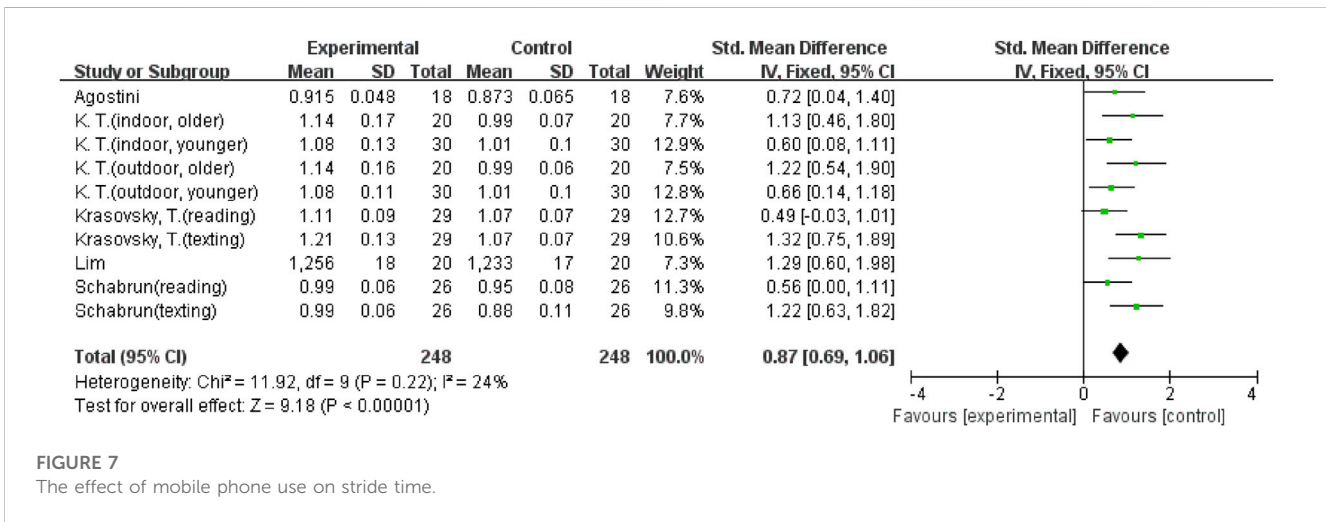 Experimental Control Std. Mean Difference Std. Mean Difference
Study or Subgroup Mean SD Total Mean SD Total Weight IV, Fixed, 95% CI IV, Fixed, 95% CI
Agostini 0.915 0.048 18 0.873 0.065 18 7.6% 0.72 [0.04, 1.40]
K. T.(indoor, older) 1.14 0.17 20 0.99 0.07 20 7.7% 1.13 [0.46, 1.80]
K. T.(indoor, younger) 1.08 0.13 30 1.01 0.1 30 12.9% 0.60 [0.08, 1.11]
K. T.(outdoor, older) 1.14 0.16 20 0.99 0.06 20 7.5% 1.22 [0.54, 1.90]
K. T.(outdoor, younger) 1.08 0.11 30 1.01 0.1 30 12.8% 0.66 [0.14, 1.18]
Krasovsky, T.(reading) 1.11 0.09 29 1.07 0.07 29 12.7% 0.49 [-0.03, 1.01]
Krasovsky, T.(texting) 1.21 0.13 29 1.07 0.07 29 10.6% 1.32 [0.75, 1.89]
Lim 1,256 18 20 1,233 17 20 7.3% 1.29 [0.60, 1.98]
Schabrun(reading) 0.99 0.06 26 0.95 0.08 26 11.3% 0.56 [0.00, 1.11]
Schabrun(texting) 0.99 0.06 26 0.88 0.11 26 9.8% 1.22 [0.63, 1.82]
Total (95% CI) 248 248 100.0% 0.87 [0.69, 1.06]
Heterogeneity: Chi² = 11.92, df = 9 (P = 0.22); I² = 24%
Test for overall effect: Z = 9.18 (P < 0.00001)
-4 -2 0 2 4
Favours [experimental] Favours [control]
FIGURE 7
The effect of mobile phone use on stride time.